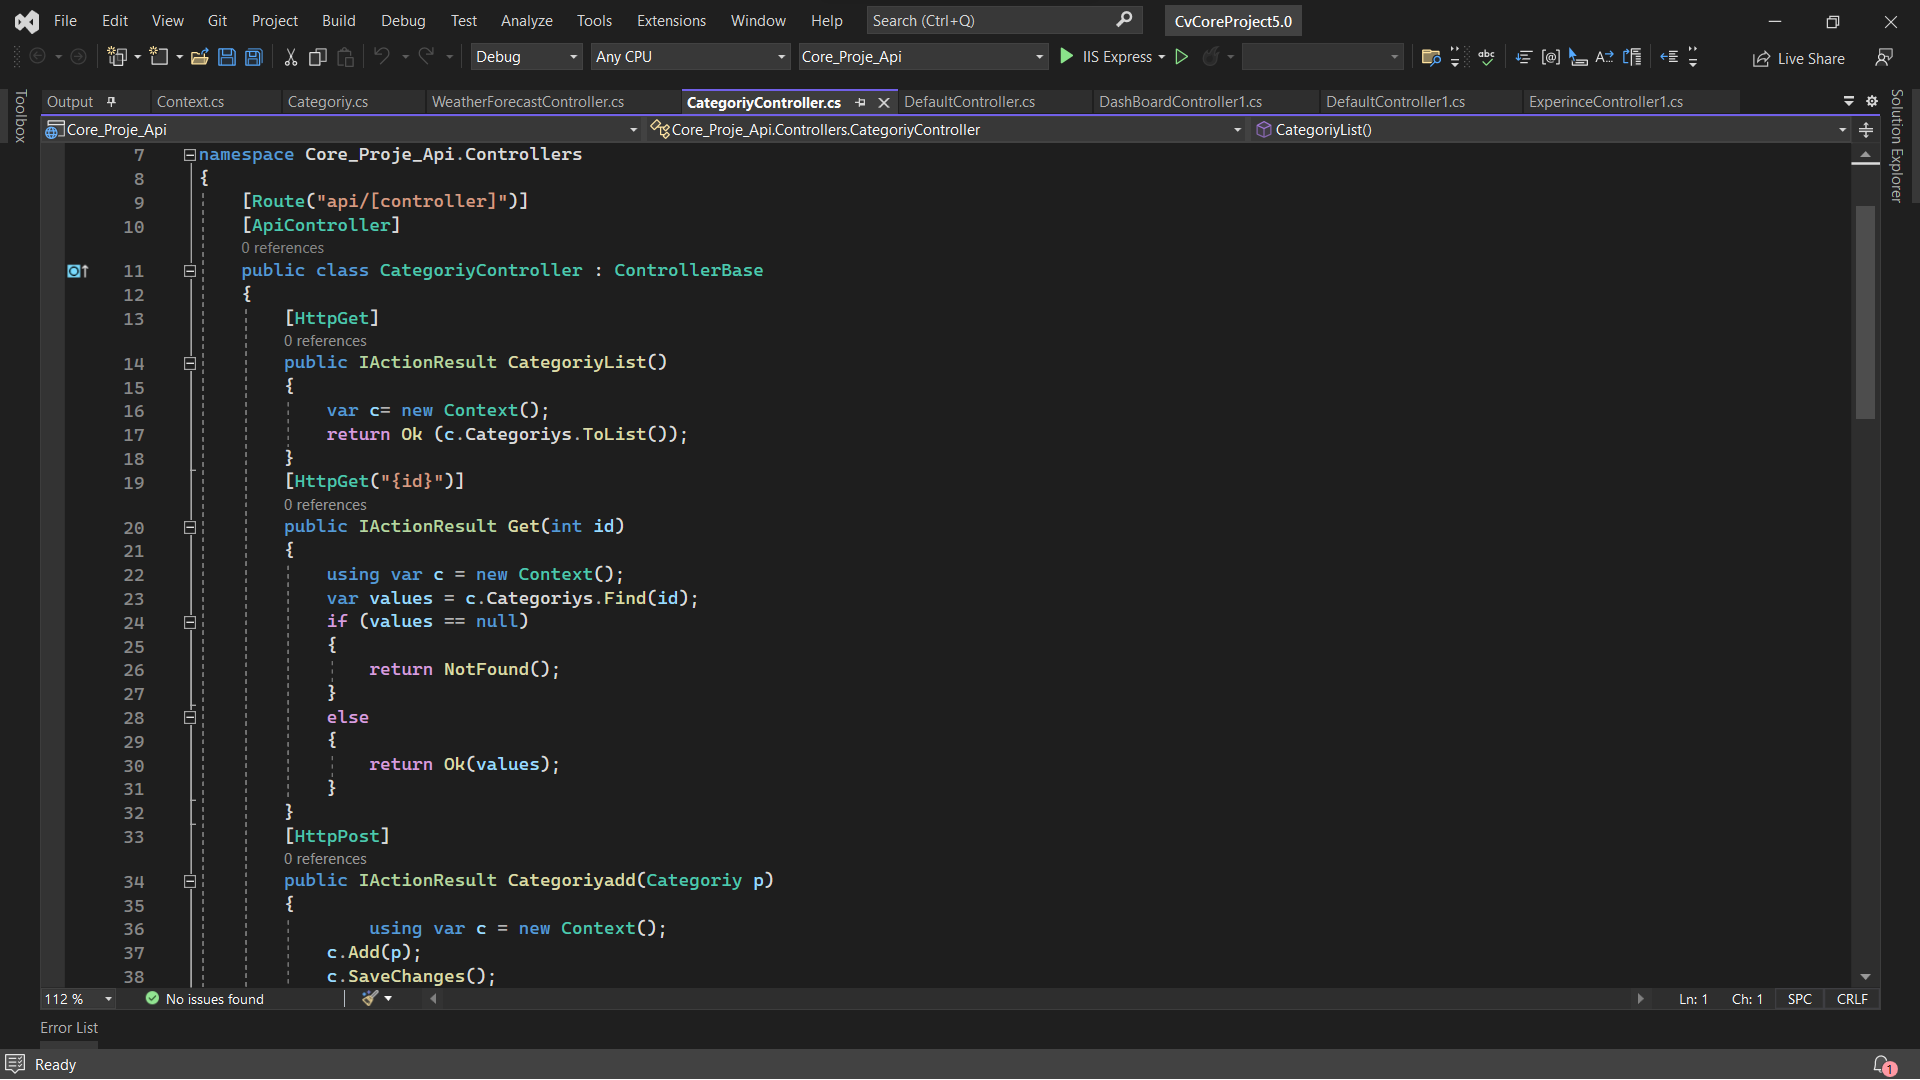 File Edit View Git Project Build Debug Test Analyze Tools Extensions Window Help Search (Ctrl+Q) CvCoreProject5.0
Debug Any CPU Core_Proje_Api IIS Express Live Share
Toolbox
Output Context.cs Categoriy.cs WeatherForecastController.cs CategoriyController.cs DefaultController.cs DashBoardController1.cs DefaultController1.cs ExperinceController1.cs
Solution Explorer
Core_Proje_Api Core_Proje_Api.Controllers.CategoriyController CategoriyList()
7 namespace Core_Proje_Api.Controllers
8 {
9 [Route("api/[controller]")]
10 [ApiController]
0 references
11 public class CategoriyController : ControllerBase
12 {
13 [HttpGet]
0 references
14 public IActionResult CategoriyList()
15 {
16 var c= new Context();
17 return Ok (c.Categoriys.ToList());
18 }
19 [HttpGet("{id}")]
0 references
20 public IActionResult Get(int id)
21 {
22 using var c = new Context();
23 var values = c.Categoriys.Find(id);
24 if (values == null)
25 {
26 return NotFound();
27 }
28 else
29 {
30 return Ok(values);
31 }
32 }
33 [HttpPost]
0 references
34 public IActionResult Categoriyadd(Categoriy p)
35 {
36 using var c = new Context();
37 c.Add(p);
38 c.SaveChanges();
112 % No issues found Ln: 1 Ch: 1 SPC CRLF
Error List
Ready 1